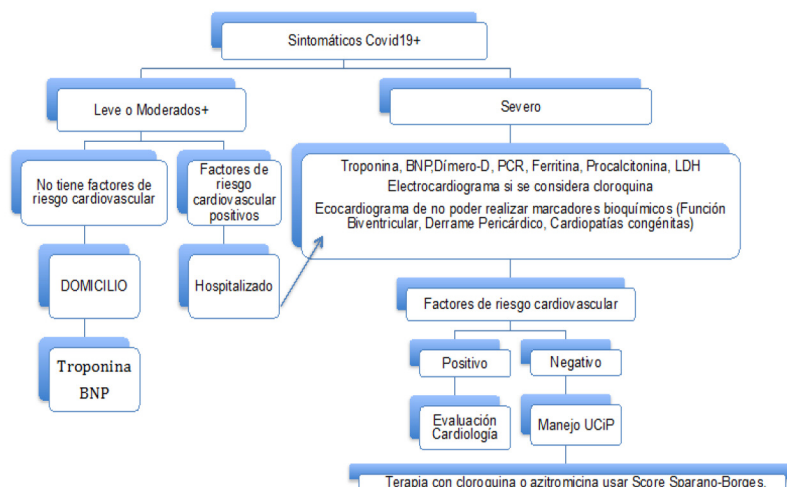 Sintomáticos Covid19+
Leve o Moderados+
Severo
No tiene factores de
riesgo cardiovascular
Factores de
riesgo
cardiovascular
positivos
Troponina, BNP,Dímero-D, PCR, Ferritina, Procalcitonina, LDH
Electrocardiograma si se considera cloroquina
Ecocardiograma de no poder realizar marcadores bioquímicos (Función
Biventricular, Derrame Pericárdico, Cardiopatías congénitas)
DOMICILIO
Hospitalizado
Factores de riesgo cardiovascular
Troponina
BNP
Positivo
Negativo
Evaluación
Cardiología
Manejo UCiP
Terapia con cloroquina o azitromicina usar Score Sparano-Borges.